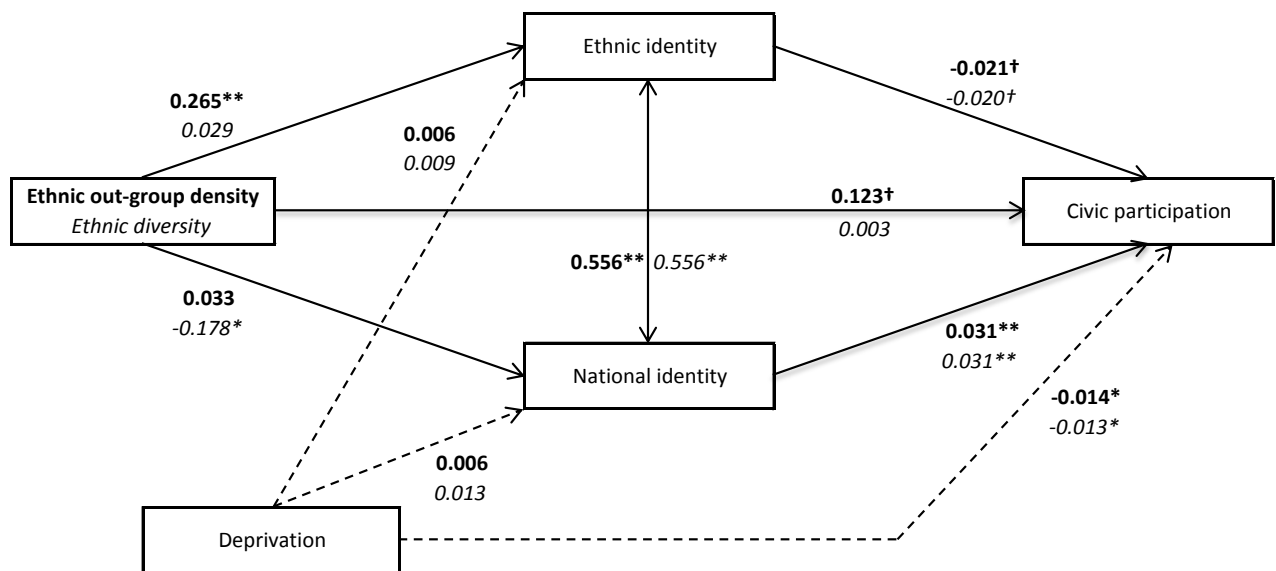 Ethnic identity
-0.021†
-0.020†
0.265**
0.029
0.006
0.009
Ethnic out-group density
Ethnic diversity
0.123†
0.003
Civic participation
0.556** 0.556**
0.033
-0.178*
National identity
0.031**
0.031**
-0.014*
-0.013*
0.006
0.013
Deprivation